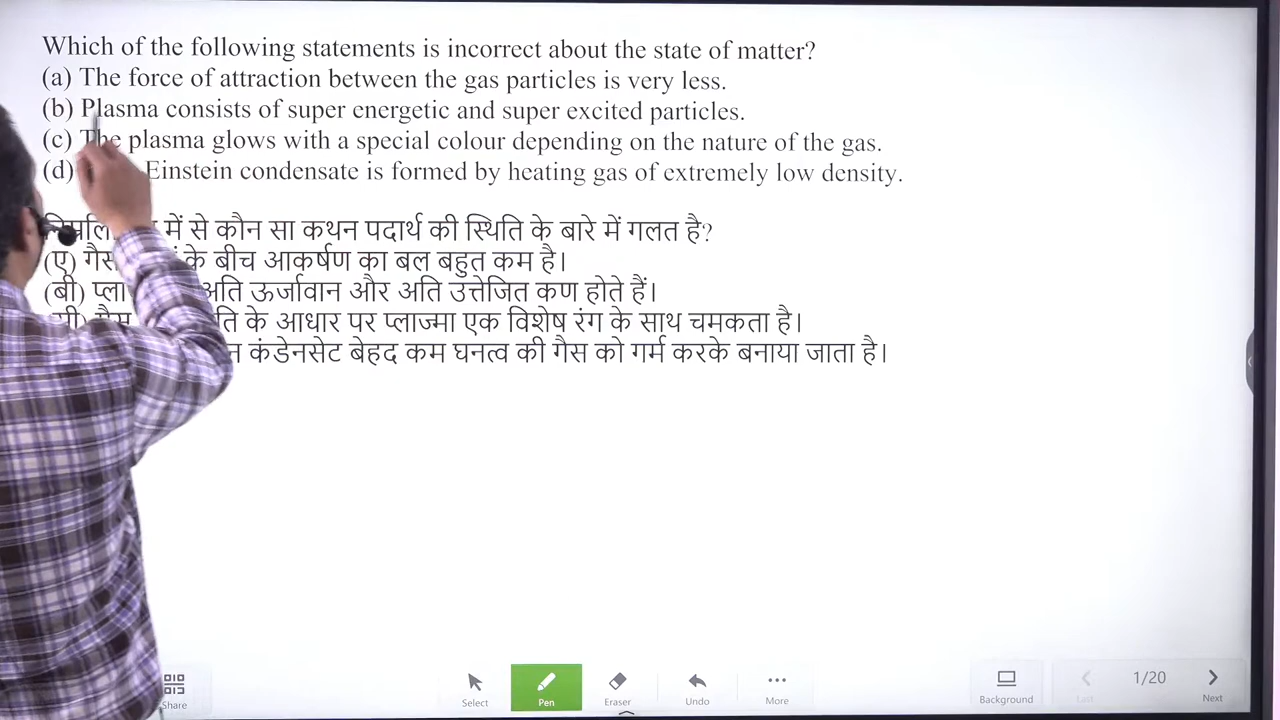 Which of the following statements is incorrect about the state of matter?
(a) The force of attraction between the gas particles is very less.
(b) Plasma consists of super energetic and super excited particles.
(c) The plasma glows with a special colour depending on the nature of the gas.
(d) Einstein condensate is formed by heating gas of extremely low density.
में से कौन सा कथन पदार्थ की स्थिति के बारे में गलत है?
(ए) के बीच आकर्षण का बल बहुत कम है।
(बी) अति ऊर्जावान और अति उत्तेजित कण होते हैं।
के आधार पर प्लाज्मा एक विशेष रंग के साथ चमकता है।
कंडेनसेट बेहद कम घनत्व की गैस को गर्म करके बनाया जाता है।
Share
Select
Pen
Eraser
Undo
More
Background
Last
1/20
Next